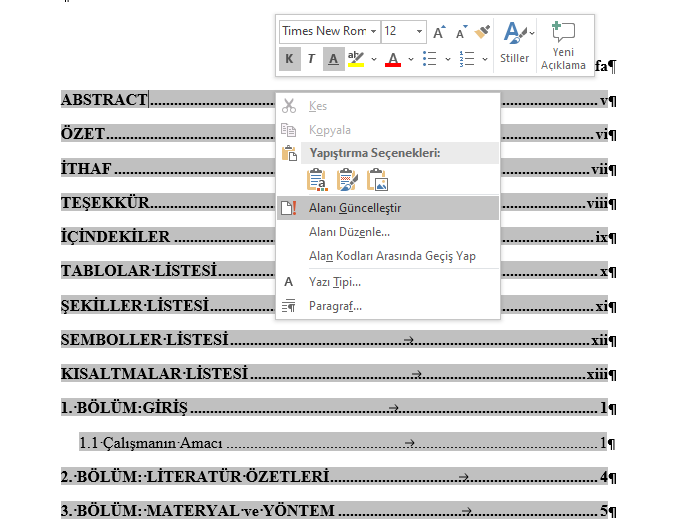 Times New Rom 12
K T A Stiller Yeni Açıklama
fa¶
ABSTRACT v¶
ÖZET vi¶
İTHAF vii¶
TEŞEKKÜR viii¶
İÇİNDEKİLER ix¶
TABLOLAR·LİSTESİ x¶
ŞEKİLLER·LİSTESİ xi¶
SEMBOLLER·LİSTESİ → xii¶
KISALTMALAR·LİSTESİ → xiii¶
1.·BÖLÜM:GİRİŞ → 1¶
1.1·Çalışmanın·Amacı → 1¶
2.·BÖLÜM:·LİTERATÜR·ÖZETLERİ → 4¶
3.·BÖLÜM:·MATERYAL·ve·YÖNTEM → 5¶
Kes
Kopyala
Yapıştırma Seçenekleri:
Alanı Güncelleştir
Alanı Düzenle...
Alan Kodları Arasında Geçiş Yap
Yazı Tipi...
Paragraf...